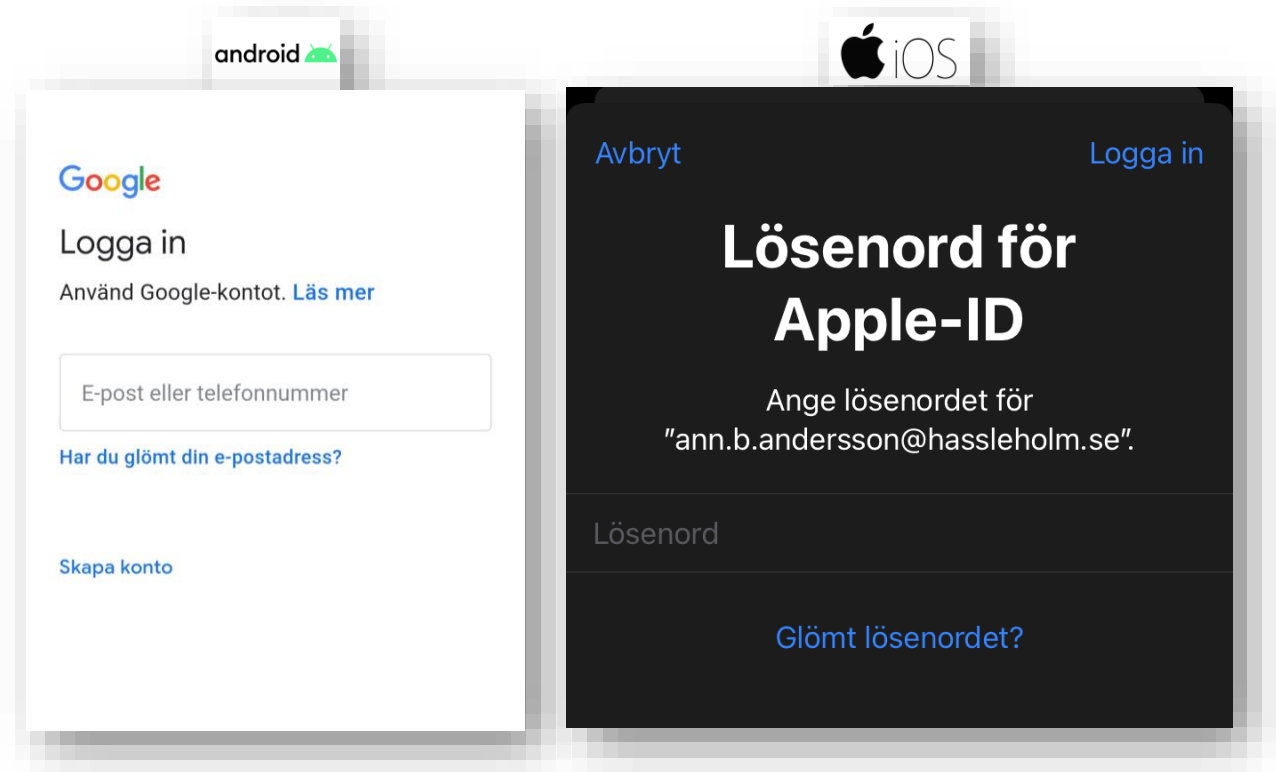 android
Google
Logga in
Använd Google-kontot. Läs mer
E-post eller telefonnummer
Har du glömt din e-postadress?
Skapa konto
iOS
Avbryt
Logga in
Lösenord för
Apple-ID
Ange lösenordet för
"ann.b.andersson@hassleholm.se".
Lösenord
Glömt lösenordet?